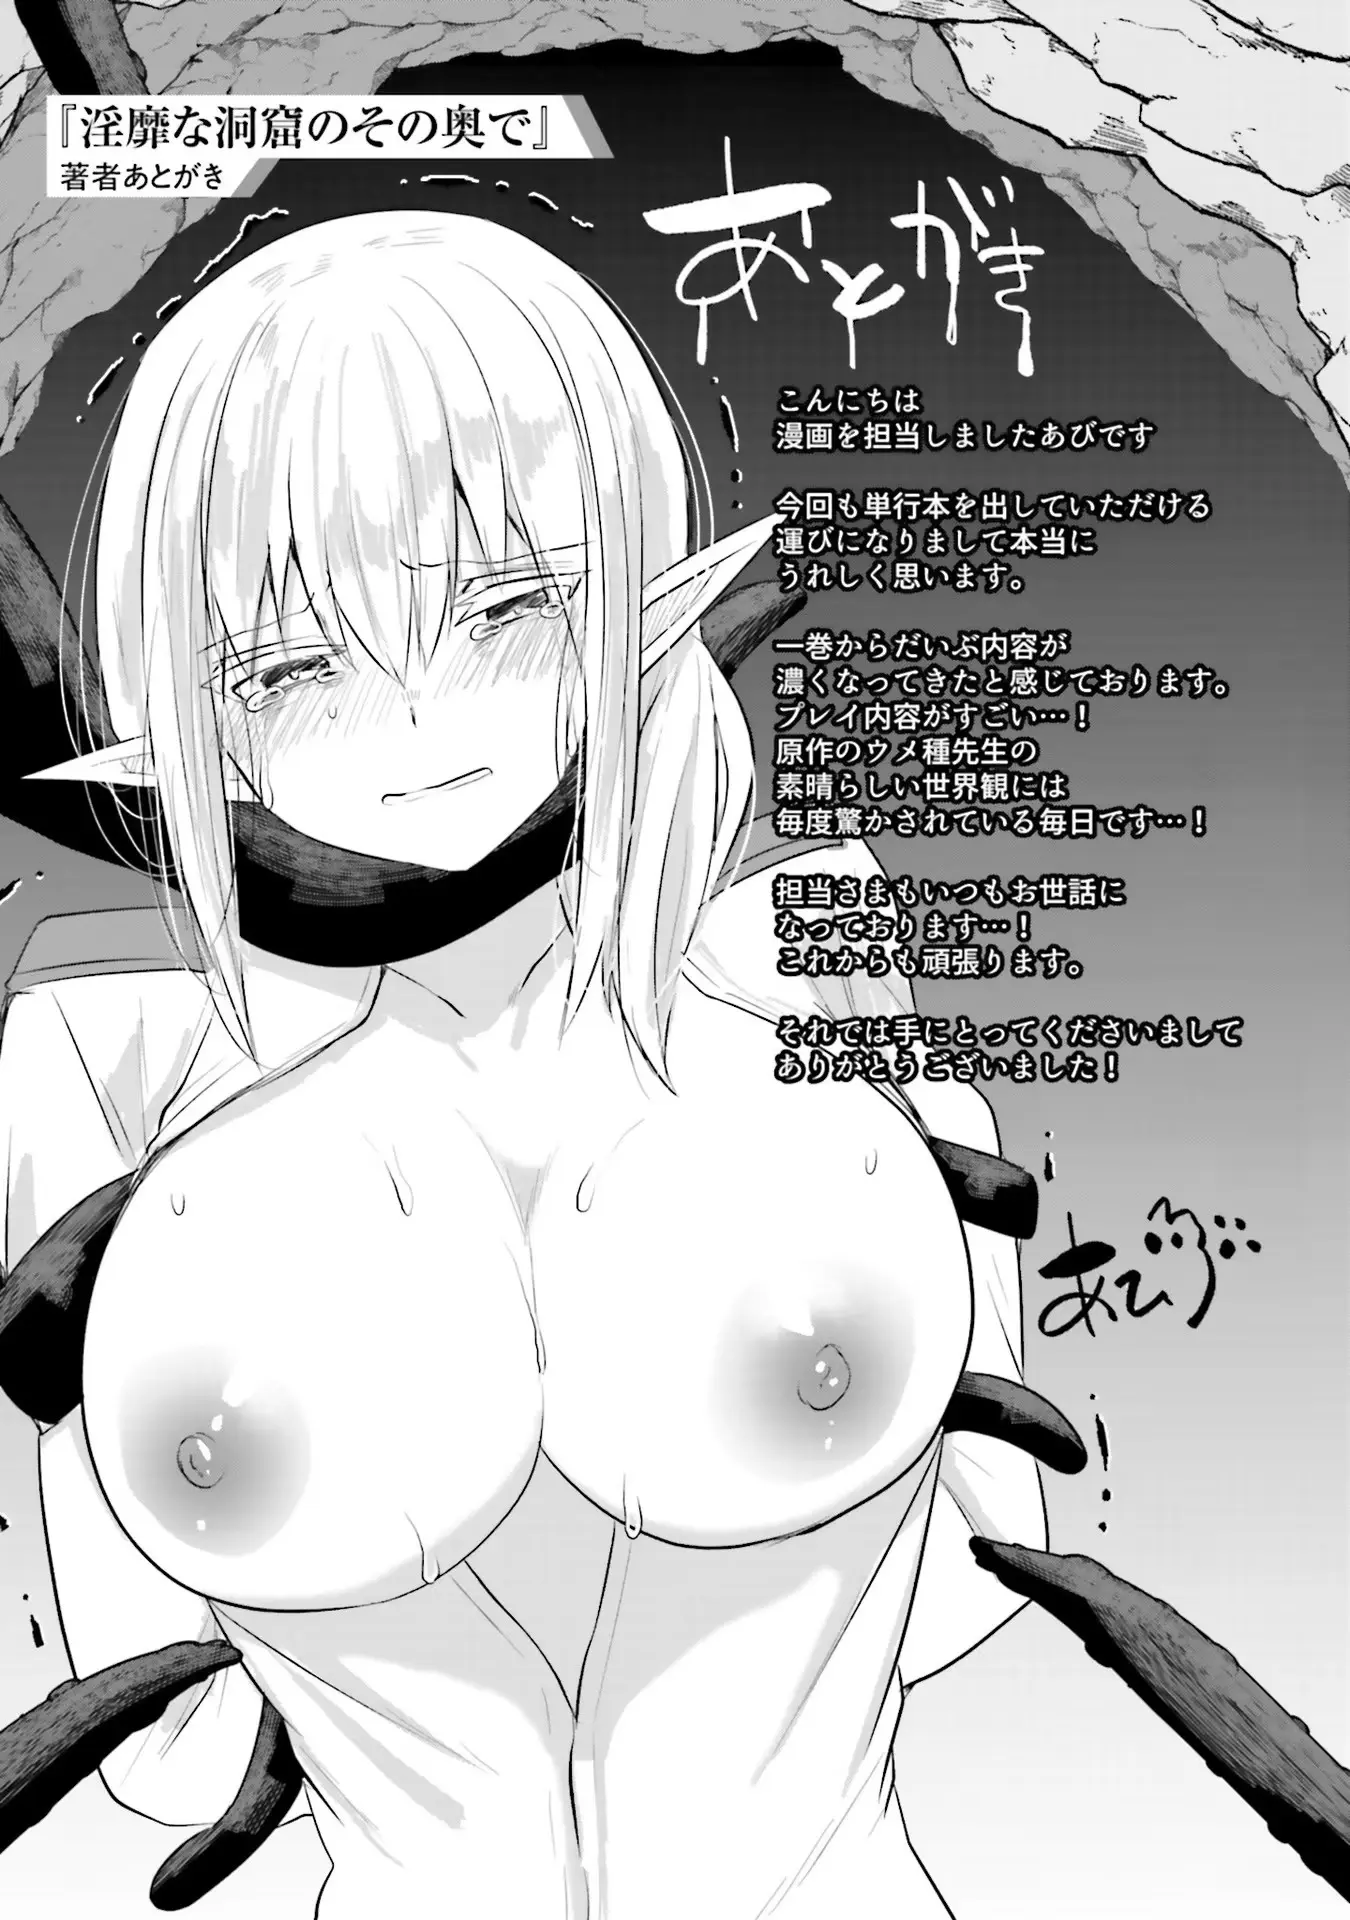 『淫靡な洞窟のその奥で』
著者あとがき
あとがき
こんにちは
漫画を担当しましたあびです
今回も単行本を出していただける
運びになりまして本当に
うれしく思います。
一巻からだいぶ内容が
濃くなってきたと感じております。
プレイ内容がすごい…！
原作のウメ種先生の
素晴らしい世界観には
毎度驚かされている毎日です…！
担当さまもいつもお世話に
なっております…！
これからも頑張ります。
それでは手にとってくださいまして
ありがとうございました！
あび